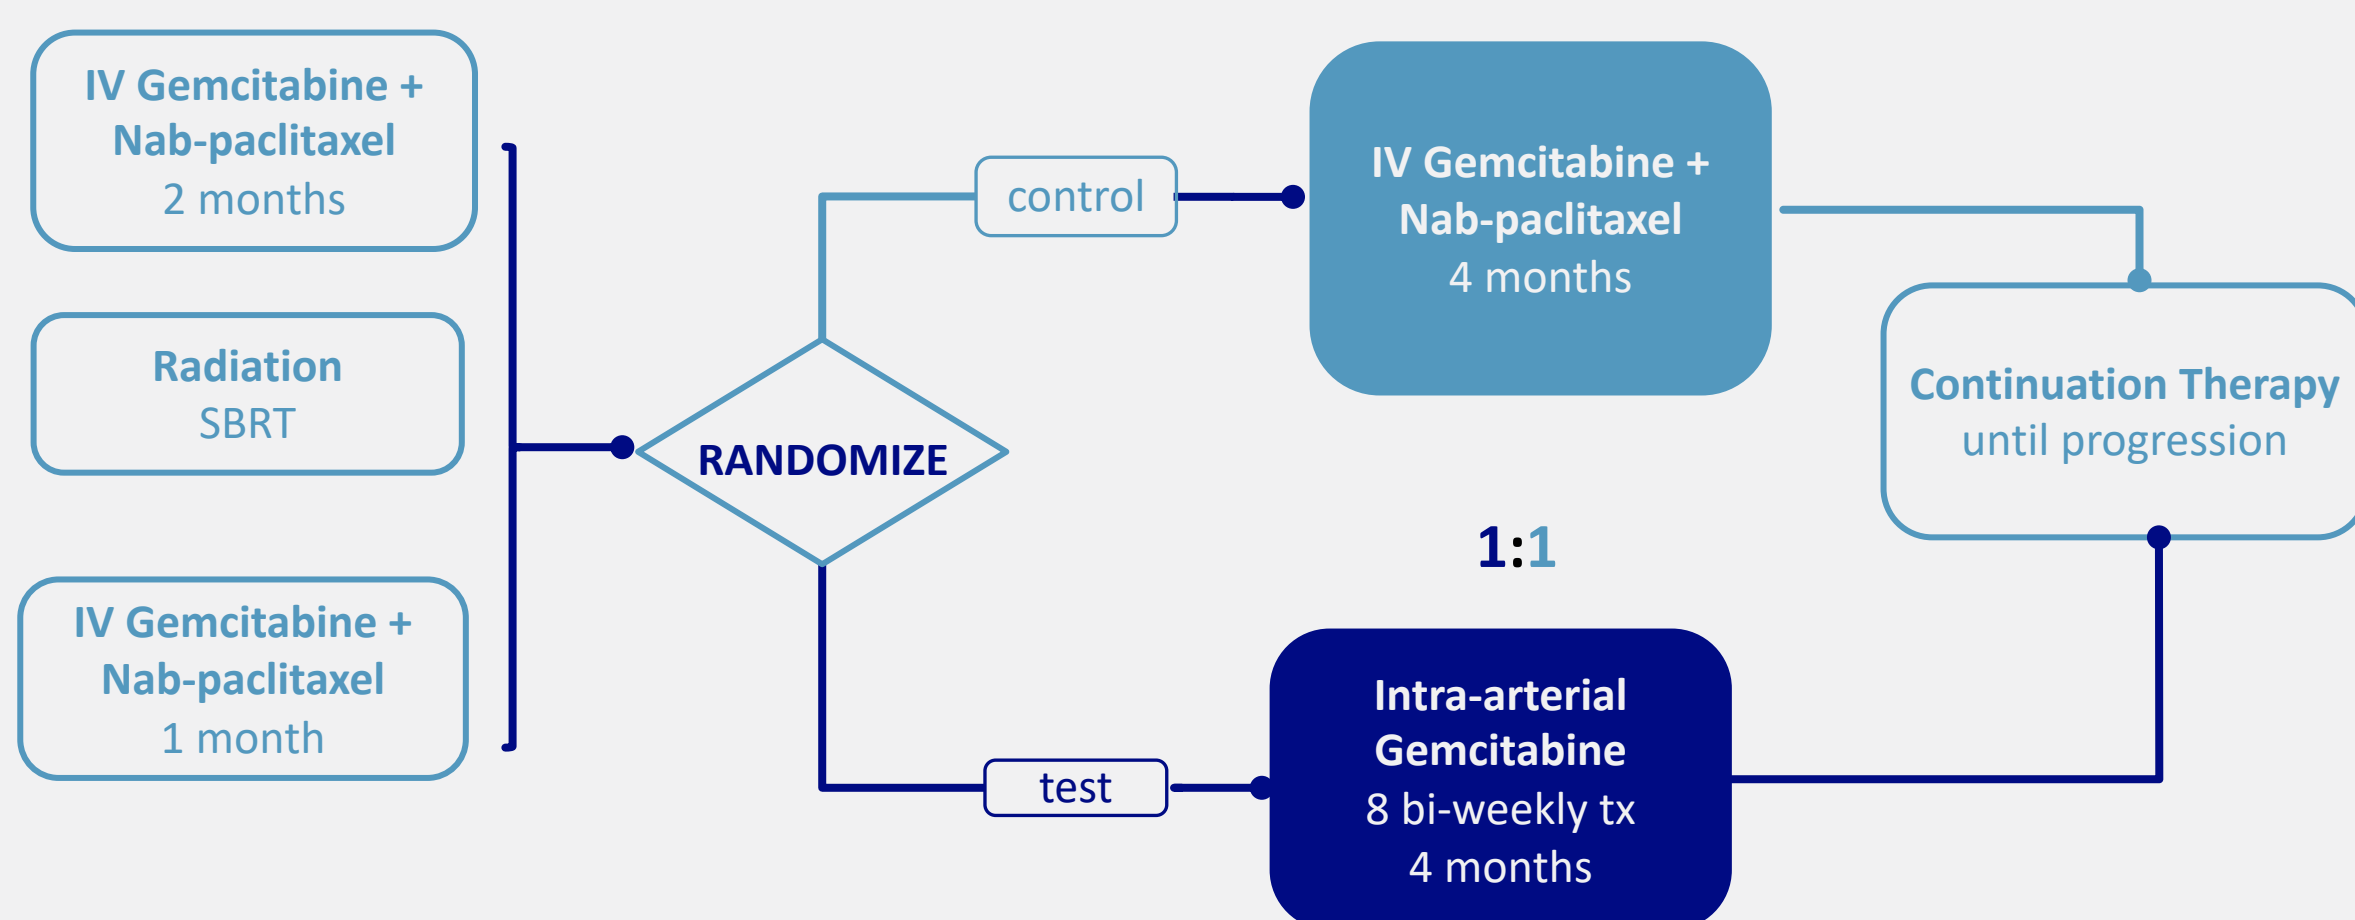 IV Gemcitabine +
Nab-paclitaxel
2 months
Radiation
SBRT
IV Gemcitabine +
Nab-paclitaxel
1 month
RANDOMIZE
control
IV Gemcitabine +
Nab-paclitaxel
4 months
1:1
test
Intra-arterial
Gemcitabine
8 bi-weekly tx
4 months
Continuation Therapy
until progression